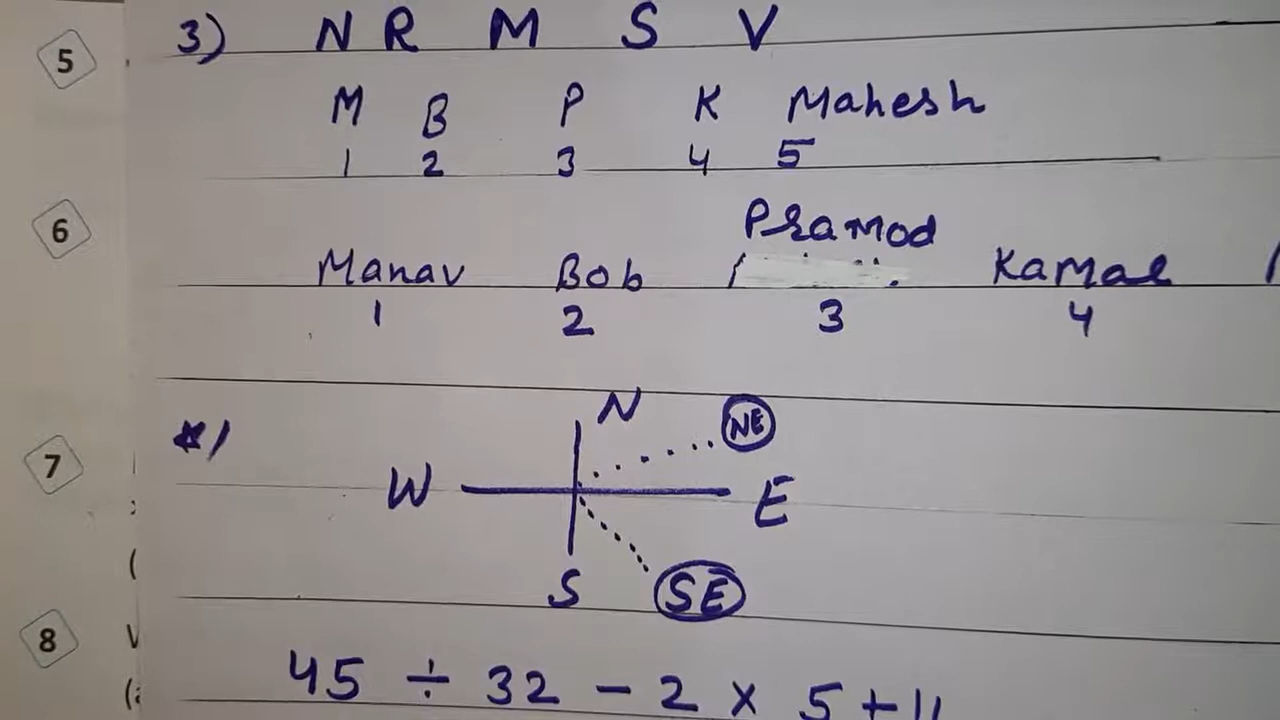 5
3) N R M S V
M B P K Mahesh
1 2 3 4 5
6
Pramod
Manav Bob Kamal
1 2 3 4
N NE
7
W E
S SE
8
45 ÷ 32 - 2 × 5 + 11